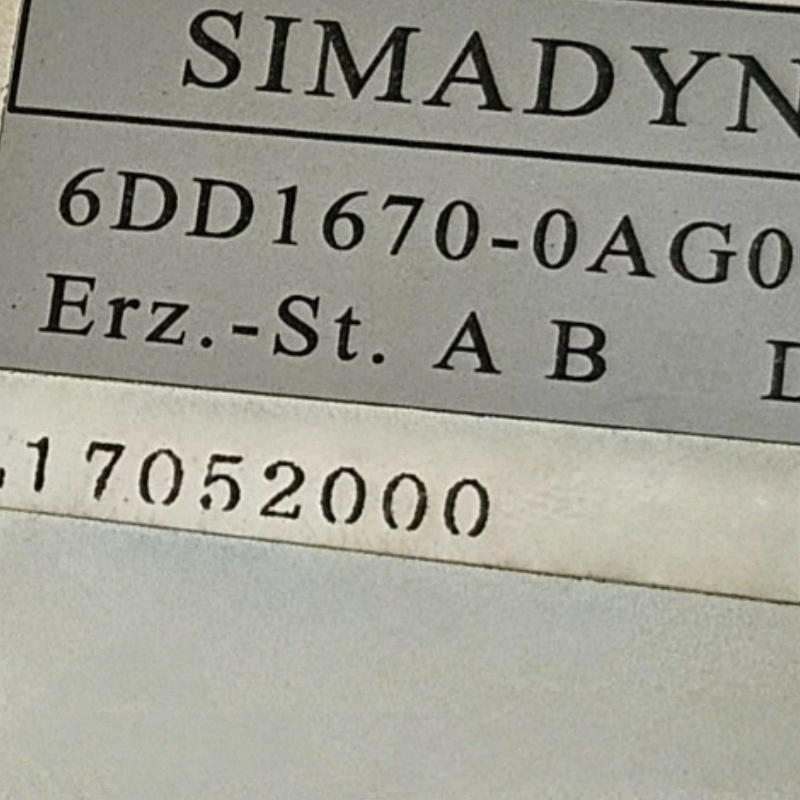 SIMADYN
6DD1670-0AG0
Erz.-St. A B D
.17052000